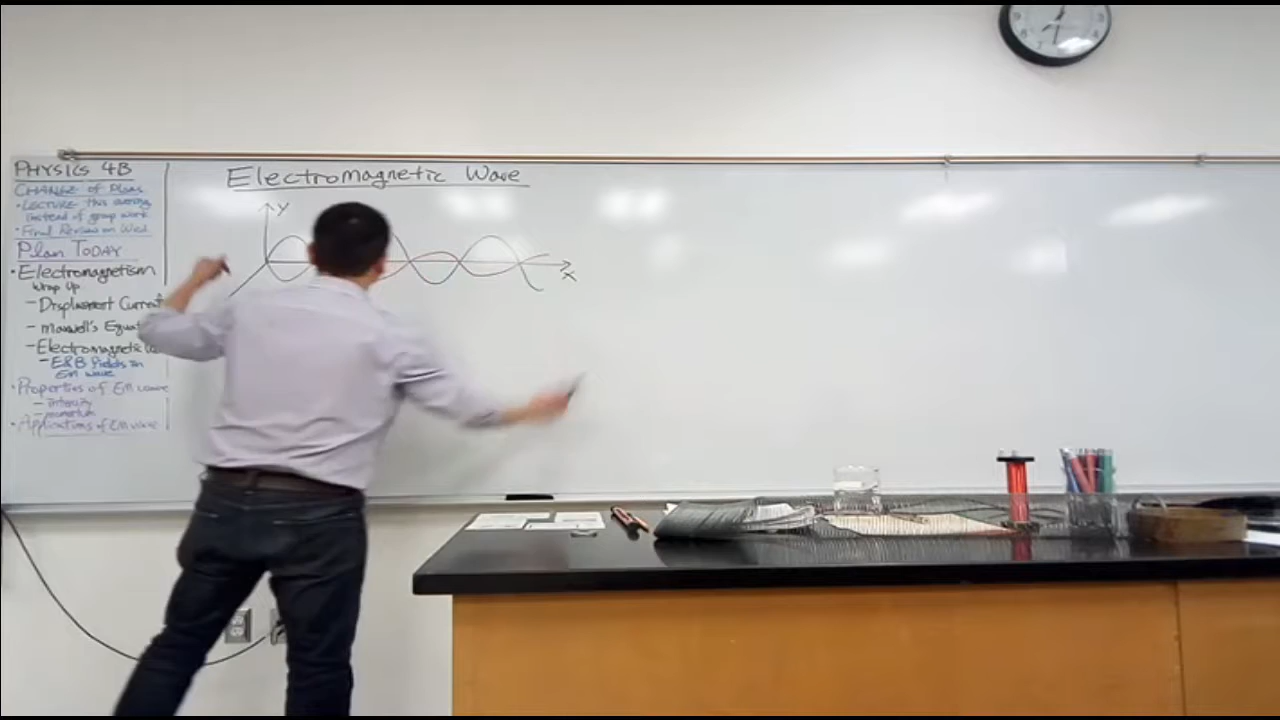 PHYSICS 4B
CHANGE of Plans
• LECTURE this evening
instead of group work
• Final Review on Wed.
Plan TODAY
• Electromagnetism
Wrap Up
- Displacement Current
- Maxwell's
- Electromagnetic
- E&B Fields in
EM wave
• Properties of EM wave
- intensity
- momentum
• Applications of EM wave
Electromagnetic Wave
y
x